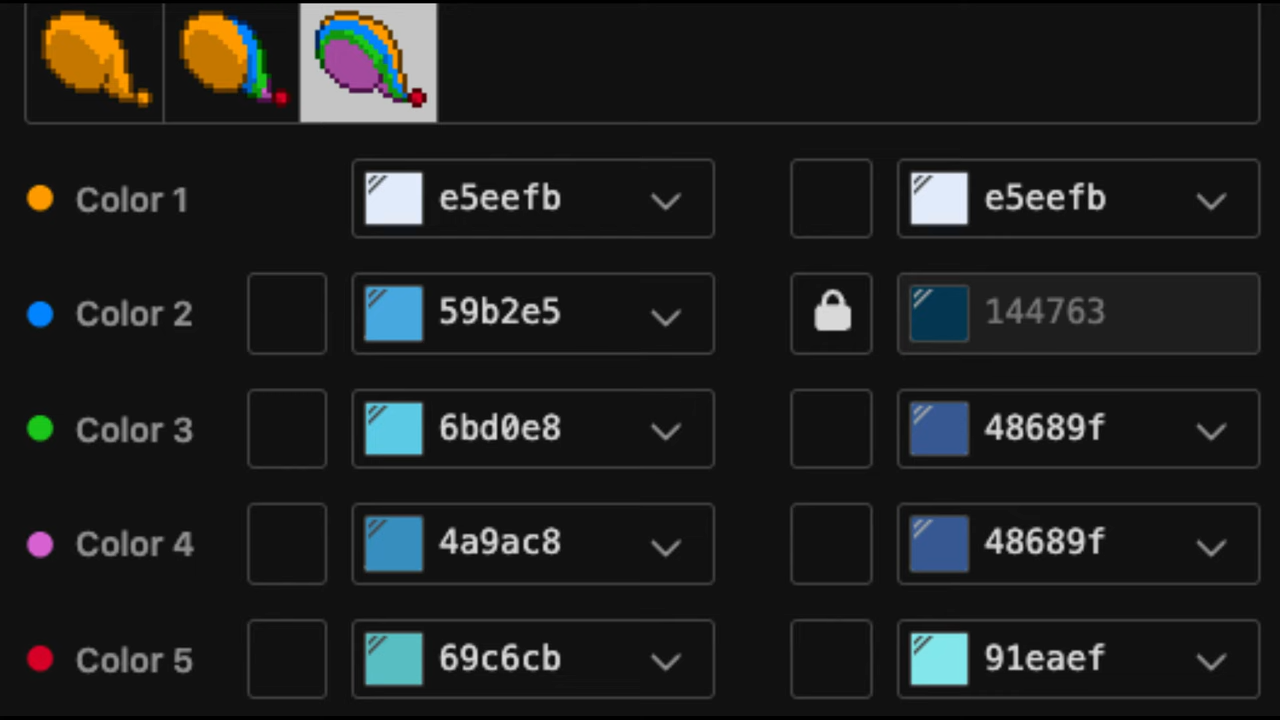 Color 1 e5eefb e5eefb
Color 2 59b2e5 144763
Color 3 6bd0e8 48689f
Color 4 4a9ac8 48689f
Color 5 69c6cb 91eaef